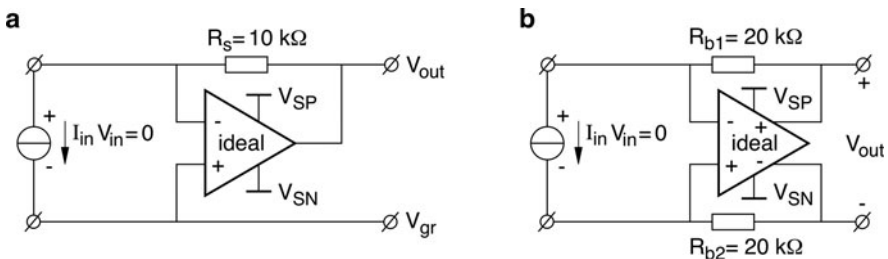 a
R_s = 10 kΩ
V_out
-
V_SP
+
I_in V_in = 0
ideal
-
+
V_SN
V_gr
b
R_b1 = 20 kΩ
+
-
V_SP
+
+
I_in V_in = 0
ideal
V_out
-
+
-
V_SN
-
R_b2 = 20 kΩ